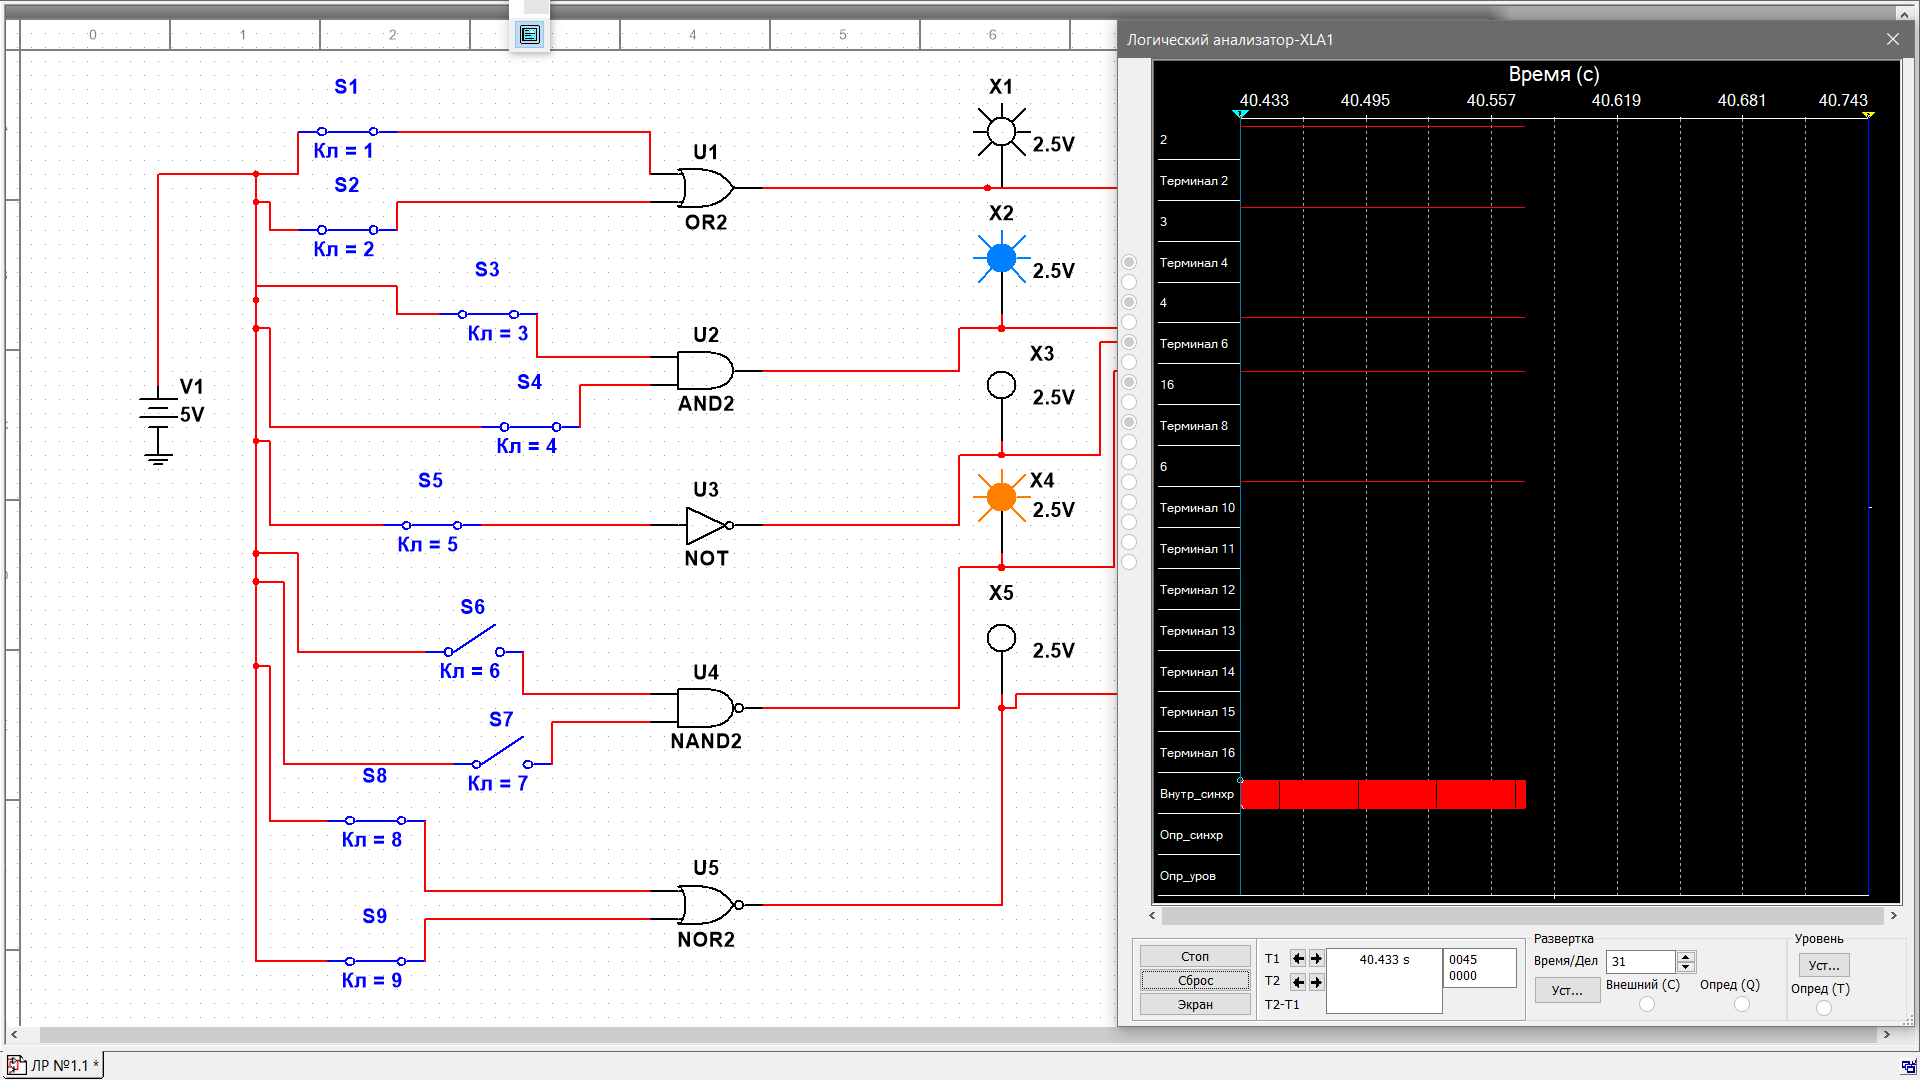 0 1 2 4 5 6
S1
Кл = 1
S2
Кл = 2
S3
Кл = 3
S4
Кл = 4
S5
Кл = 5
S6
Кл = 6
S7
Кл = 7
S8
Кл = 8
S9
Кл = 9
V1
5V
U1
OR2
U2
AND2
U3
NOT
U4
NAND2
U5
NOR2
X1
2.5V
X2
2.5V
X3
2.5V
X4
2.5V
X5
2.5V
Логический анализатор-XLA1
Время (с)
40.433 40.495 40.557 40.619 40.681 40.743
2
Терминал 2
3
Терминал 4
4
Терминал 6
16
Терминал 8
6
Терминал 10
Терминал 11
Терминал 12
Терминал 13
Терминал 14
Терминал 15
Терминал 16
Внутр_синхр
Опр_синхр
Опр_уров
Стоп
Сброс
Экран
T1
T2
T2-T1
40.433 s
0045
0000
Развертка
Время/Дел 31
Уст...
Внешний (C)
Опред (Q)
Уровень
Уст...
Опред (T)
ЛР №1.1 *